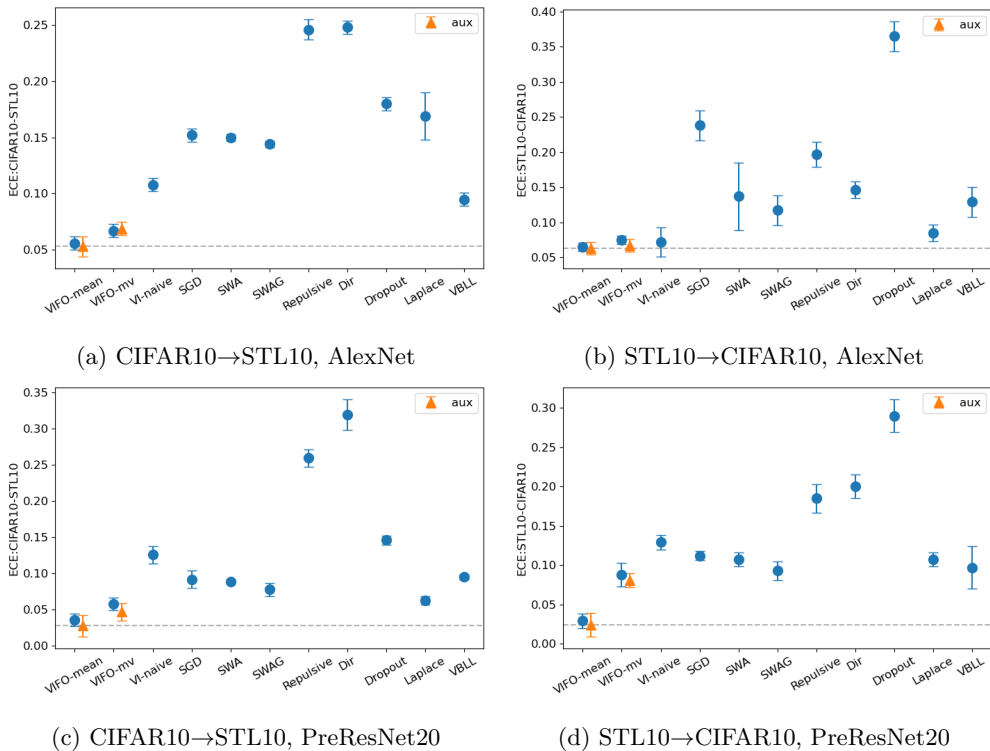 aux
ECE:CIFAR10-STL10
0.25
0.20
0.15
0.10
0.05
VIFO-mean
VIFO-mv
VI-naive
SGD
SWA
SWAG
Repulsive
Dir
Dropout
Laplace
VBLL
(a) CIFAR10→STL10, AlexNet
aux
ECE:STL10-CIFAR10
0.40
0.35
0.30
0.25
0.20
0.15
0.10
0.05
VIFO-mean
VIFO-mv
VI-naive
SGD
SWA
SWAG
Repulsive
Dir
Dropout
Laplace
VBLL
(b) STL10→CIFAR10, AlexNet
aux
ECE:CIFAR10-STL10
0.35
0.30
0.25
0.20
0.15
0.10
0.05
0.00
VIFO-mean
VIFO-mv
VI-naive
SGD
SWA
SWAG
Repulsive
Dir
Dropout
Laplace
VBLL
(c) CIFAR10→STL10, PreResNet20
aux
ECE:STL10-CIFAR10
0.30
0.25
0.20
0.15
0.10
0.05
0.00
VIFO-mean
VIFO-mv
VI-naive
SGD
SWA
SWAG
Repulsive
Dir
Dropout
Laplace
VBLL
(d) STL10→CIFAR10, PreResNet20